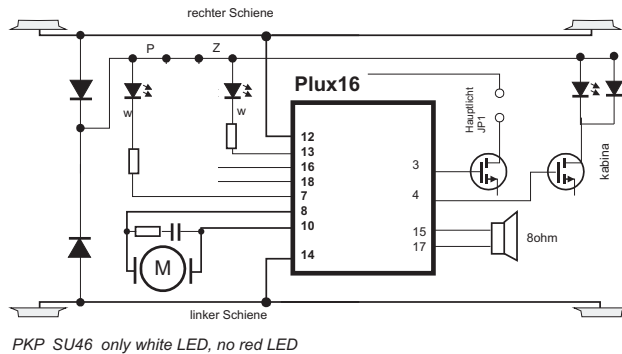 rechter Schiene
P
Z
Plux16
w
w
Hauptlicht
JP1
kabina
12
13
16
18
7
8
10
14
3
4
15
17
8ohm
M
linker Schiene
PKP SU46 only white LED, no red LED